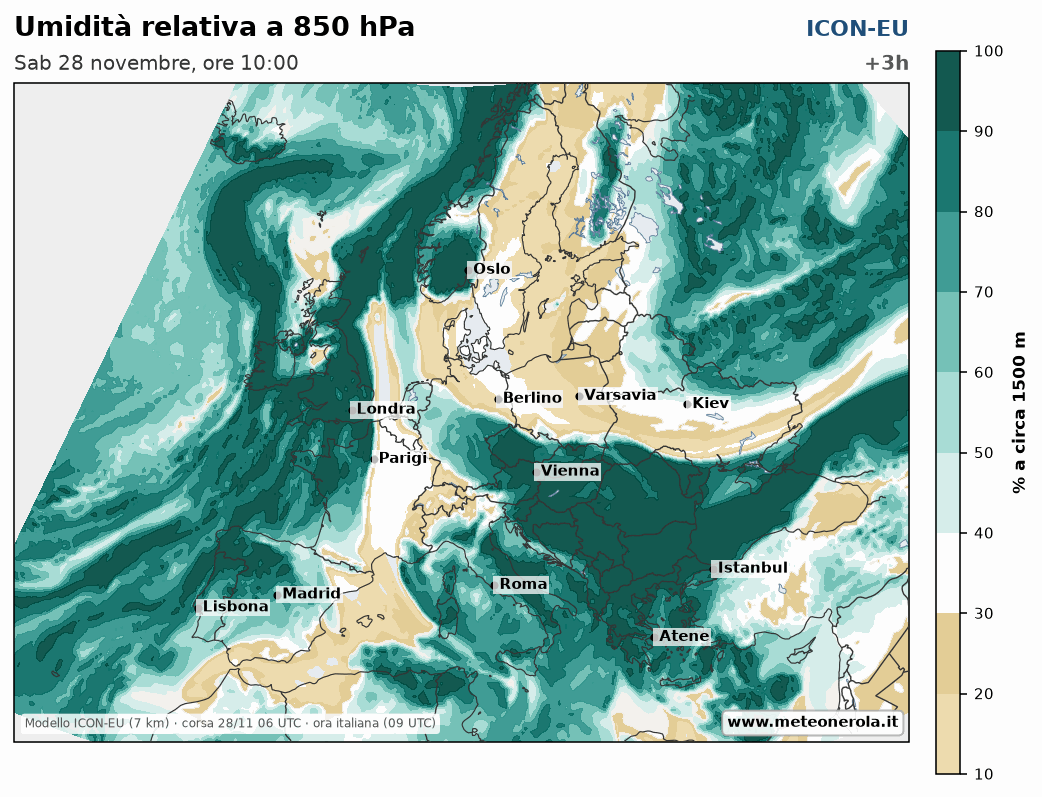 Umidità relativa a 850 hPa
ICON-EU
Sab 28 novembre, ore 10:00
+3h
100
90
80
70
60
50
40
30
20
10
% a circa 1500 m
Oslo
Berlino
Varsavia
Kiev
Londra
Parigi
Vienna
Istanbul
Roma
Madrid
Lisbona
Atene
Modello ICON-EU (7 km) · corsa 28/11 06 UTC · ora italiana (09 UTC)
www.meteonerola.it